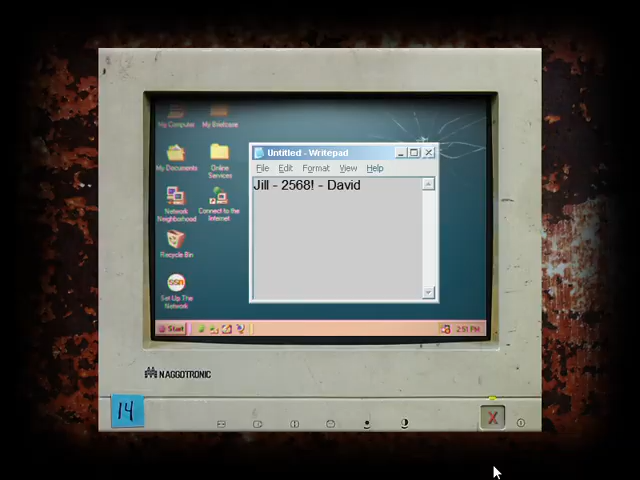 My Computer
My Briefcase
My Documents
Online Services
Network Neighborhood
Connect to the Internet
Recycle Bin
Set Up The Network
Untitled - Writepad
File Edit Format View Help
Jill - 2568! - David
Start
2:51 PM
NAGGOTRONIC
14
X